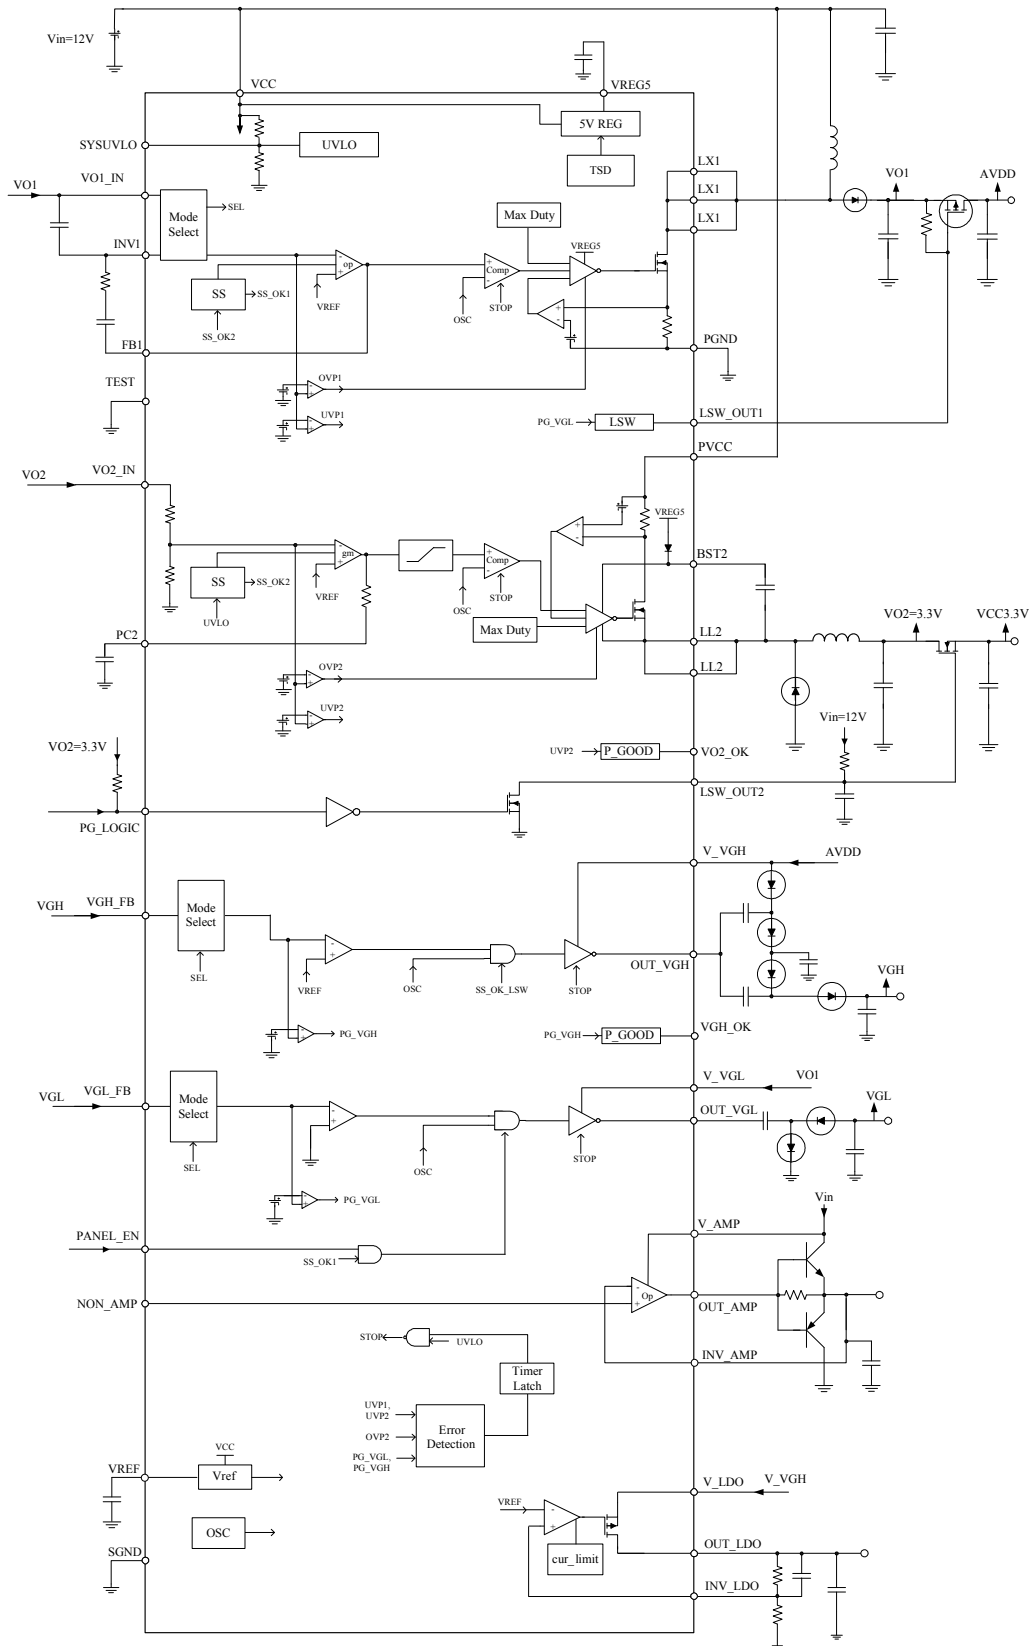 Vin=12V
VCC
VREG5
5V REG
SYSUVLO
UVLO
TSD
LX1
VO1
VO1_IN
Mode
Select
SEL
Max Duty
LX1
VO1
AVDD
LX1
INV1
VREG5
op
+
-
Comp
SS
SS_OK1
VREF
OSC
STOP
SS_OK2
FB1
PGND
TEST
OVP1
UVP1
PG_VGL
LSW
LSW_OUT1
PVCC
VO2
VO2_IN
VREG5
BST2
gm
Comp
SS
SS_OK2
VREF
OSC
STOP
UVLO
Max Duty
VO2=3.3V
VCC3.3V
PC2
LL2
OVP2
LL2
UVP2
Vin=12V
VO2=3.3V
UVP2
P_GOOD
VO2_OK
LSW_OUT2
PG_LOGIC
V_VGH
AVDD
VGH
VGH_FB
Mode
Select
SEL
VREF
OSC
SS_OK_LSW
STOP
OUT_VGH
VGH
PG_VGH
PG_VGH
P_GOOD
VGH_OK
V_VGL
VO1
VGL
VGL_FB
Mode
Select
SEL
OSC
STOP
OUT_VGL
VGL
PG_VGL
Vin
PANEL_EN
SS_OK1
V_AMP
NON_AMP
Op
OUT_AMP
STOP
UVLO
INV_AMP
Timer
Latch
UVP1,
UVP2
OVP2
PG_VGL,
PG_VGH
Error
Detection
VCC
VREF
Vref
V_LDO
V_VGH
VREF
OSC
cur_limit
OUT_LDO
SGND
INV_LDO